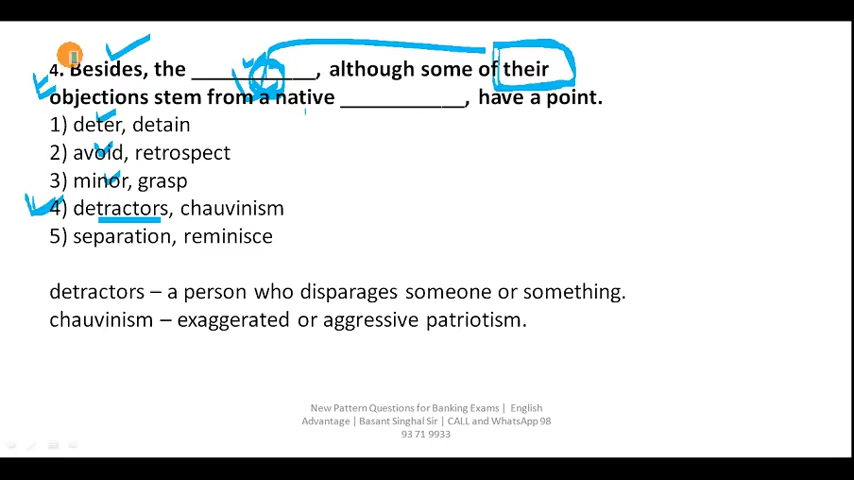 4. Besides, the ____________, although some of their
objections stem from a native ____________, have a point.
1) deter, detain
2) avoid, retrospect
3) minor, grasp
4) detractors, chauvinism
5) separation, reminisce
detractors – a person who disparages someone or something.
chauvinism – exaggerated or aggressive patriotism.
New Pattern Questions for Banking Exams | English
Advantage | Basant Singhal Sir | CALL and WhatsApp 98
93 71 9933